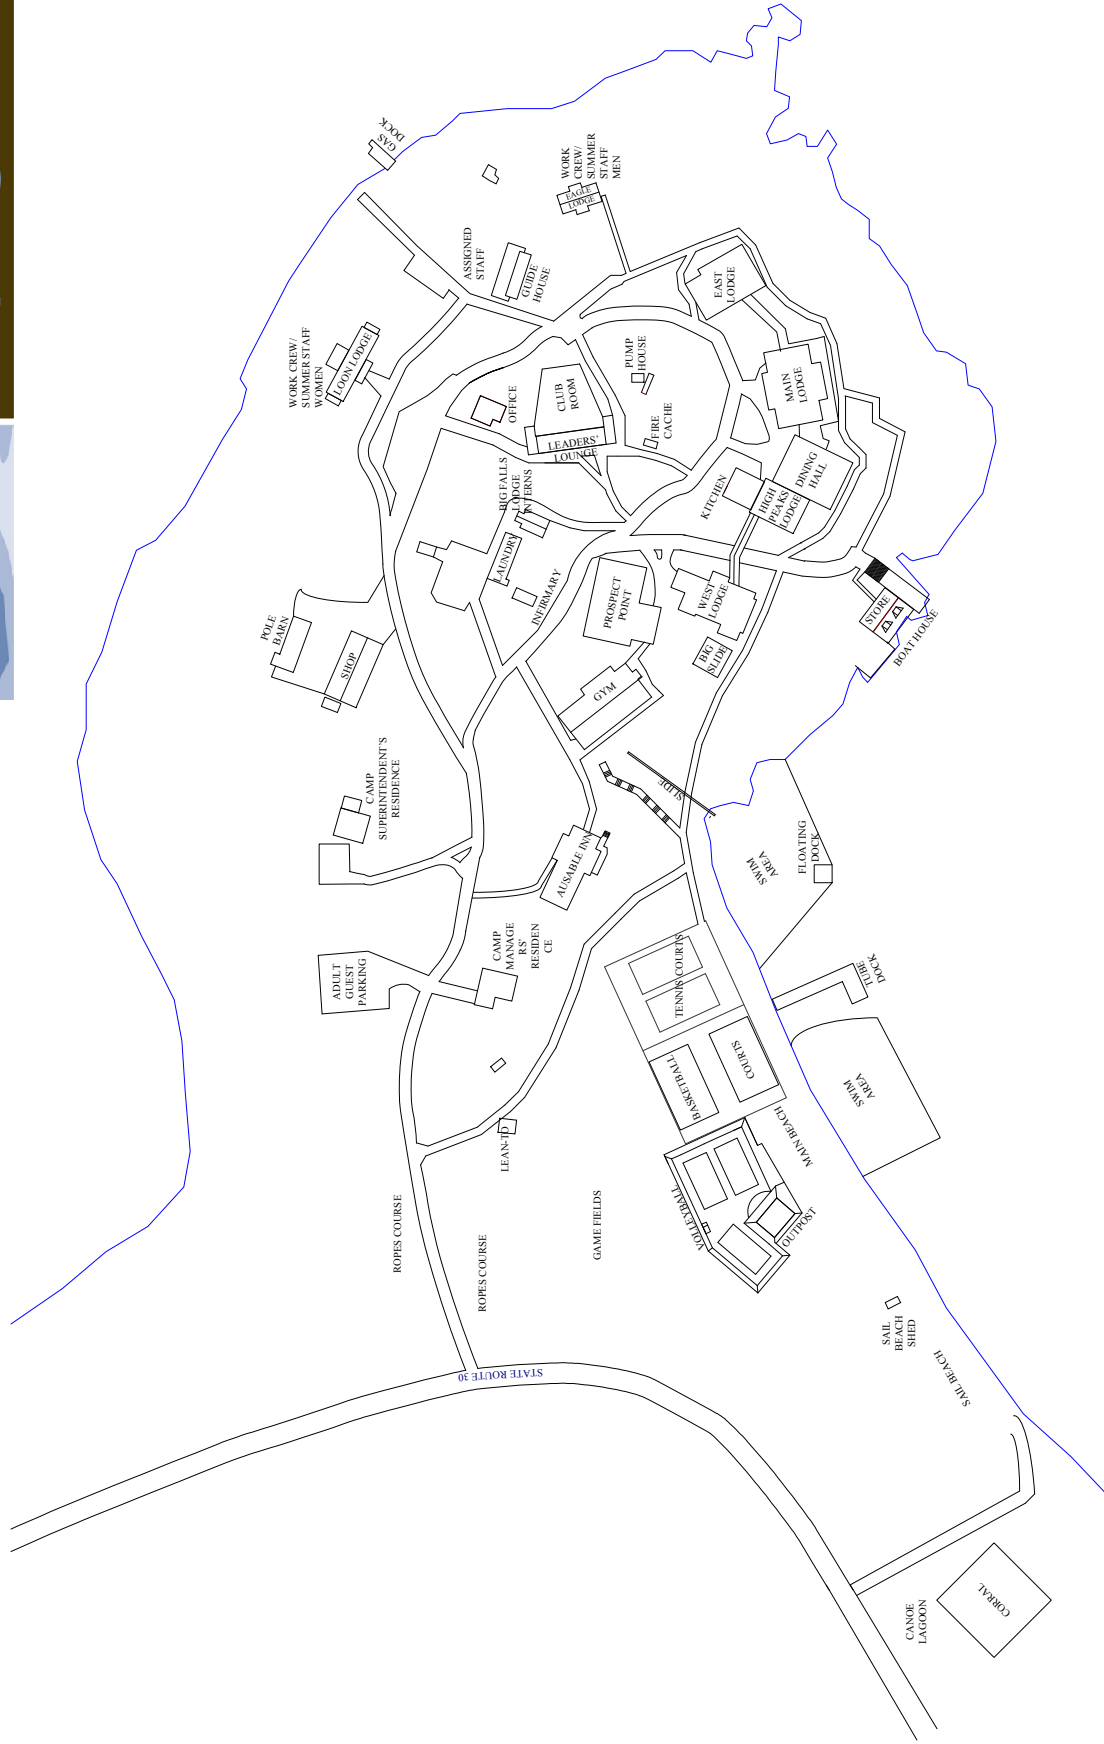 GAS
DOCK
WORK
CREW/
SUMMER
STAFF
MEN
EAGLE
LODGE
ASSIGNED
STAFF
GUIDE
HOUSE
EAST
LODGE
WORK CREW/
SUMMER STAFF
WOMEN
LOON LODGE
PUMP
HOUSE
MAIN
LODGE
OFFICE
CLUB
ROOM
FIRE
CACHE
LEADERS'
LOUNGE
BIG FALLS
LODGE
INTERNS
KITCHEN
DINING
HALL
HIGH
PEAKS
LODGE
LAUNDRY
INFIRMARY
PROSPECT
POINT
WEST
LODGE
STORE
BOAT HOUSE
POLE
BARN
SHOP
BIG
SLIDE
GYM
SLIDE
CAMP
SUPERINTENDENT'S
RESIDENCE
AUSABLE INN
SWIM
AREA
FLOATING
DOCK
CAMP
MANAGE
RS'
RESIDEN
CE
ADULT
GUEST
PARKING
TENNIS COURTS
TUBE
DOCK
BASKETBALL
COURTS
SWIM
AREA
MAIN BEACH
LEAN-TO
VOLLEYBALL
OUTPOST
ROPES COURSE
ROPES COURSE
GAME FIELDS
SAIL
BEACH
SHED
SAIL BEACH
STATE ROUTE 30
CANOE
LAGOON
CORRAL